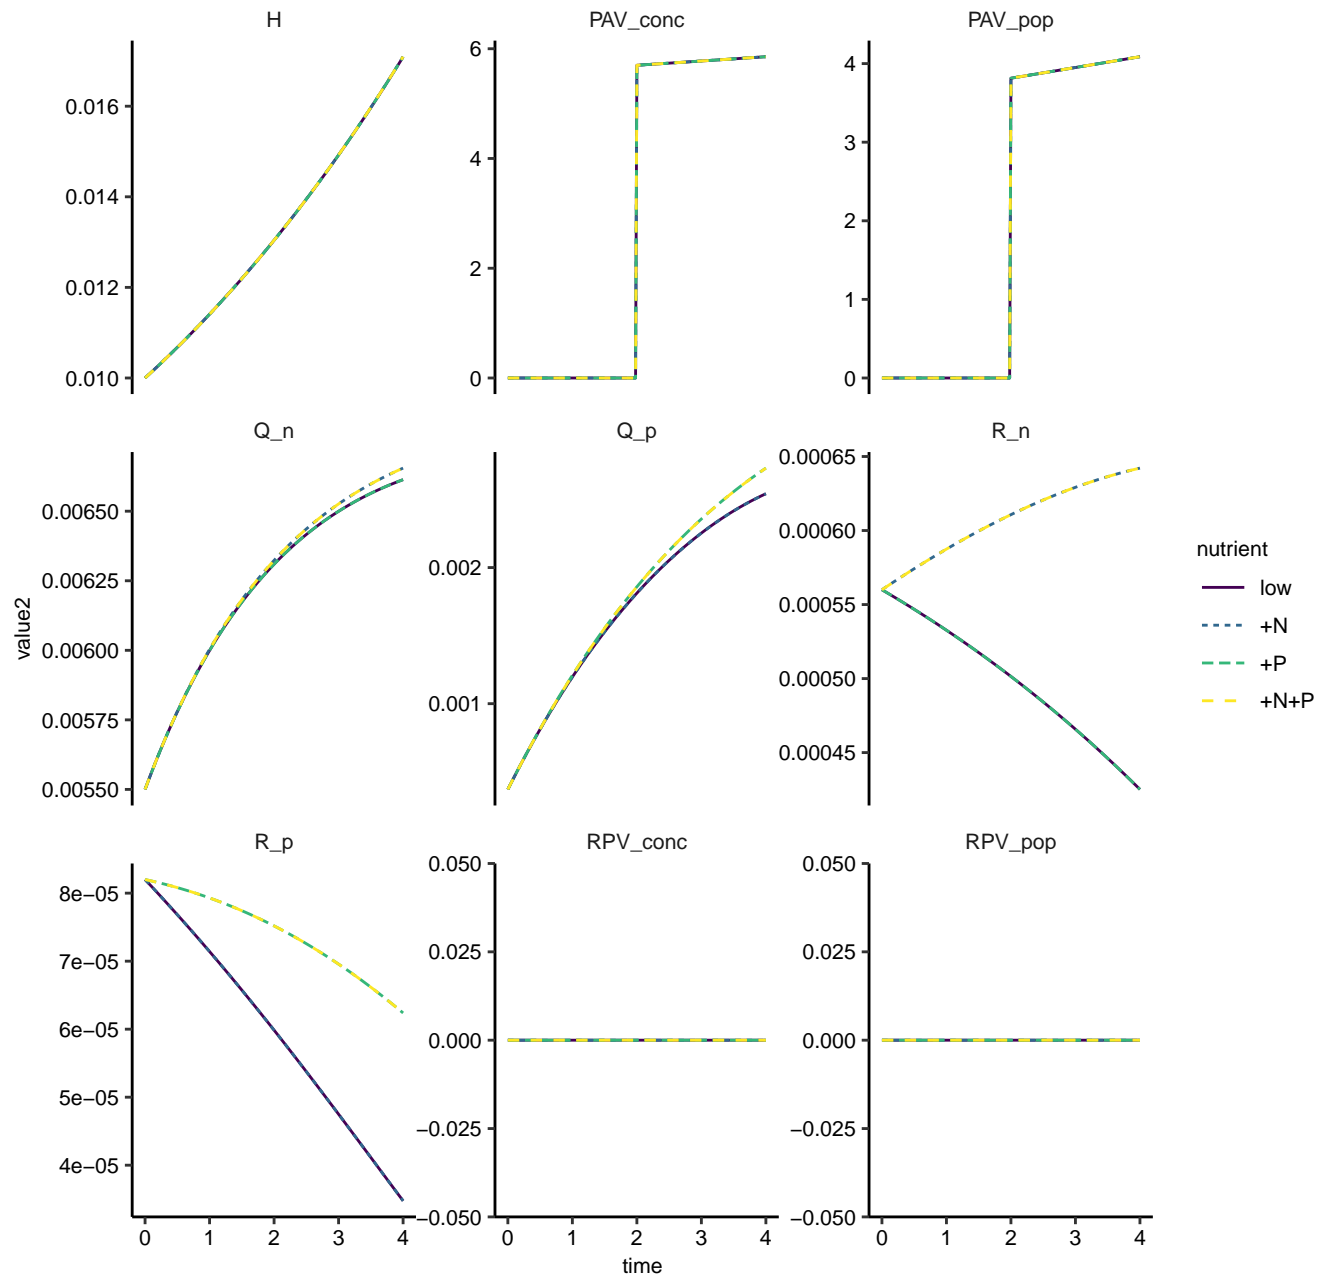 H
PAV_conc
PAV_pop
0.016
0.014
0.012
0.010
6
4
2
0
4
3
2
1
0
Q_n
Q_p
R_n
0.00650
0.00625
0.00600
0.00575
0.00550
0.002
0.001
0.00065
0.00060
0.00055
0.00050
0.00045
value2
nutrient
low
+N
+P
+N+P
R_p
RPV_conc
RPV_pop
8e−05
7e−05
6e−05
5e−05
4e−05
0.050
0.025
0.000
−0.025
−0.050
0.050
0.025
0.000
−0.025
−0.050
0 1 2 3 4
0 1 2 3 4
0 1 2 3 4
time